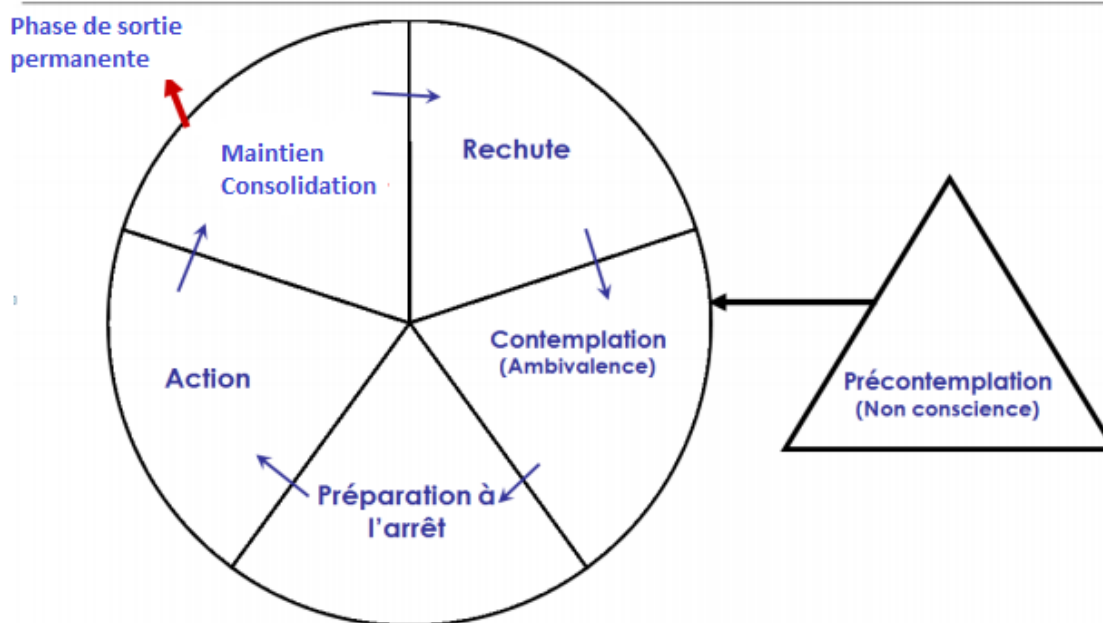 Phase de sortie
permanente
Maintien
Consolidation
Rechute
Contemplation
(Ambivalence)
Action
Préparation à
l'arrêt
Précontemplation
(Non conscience)